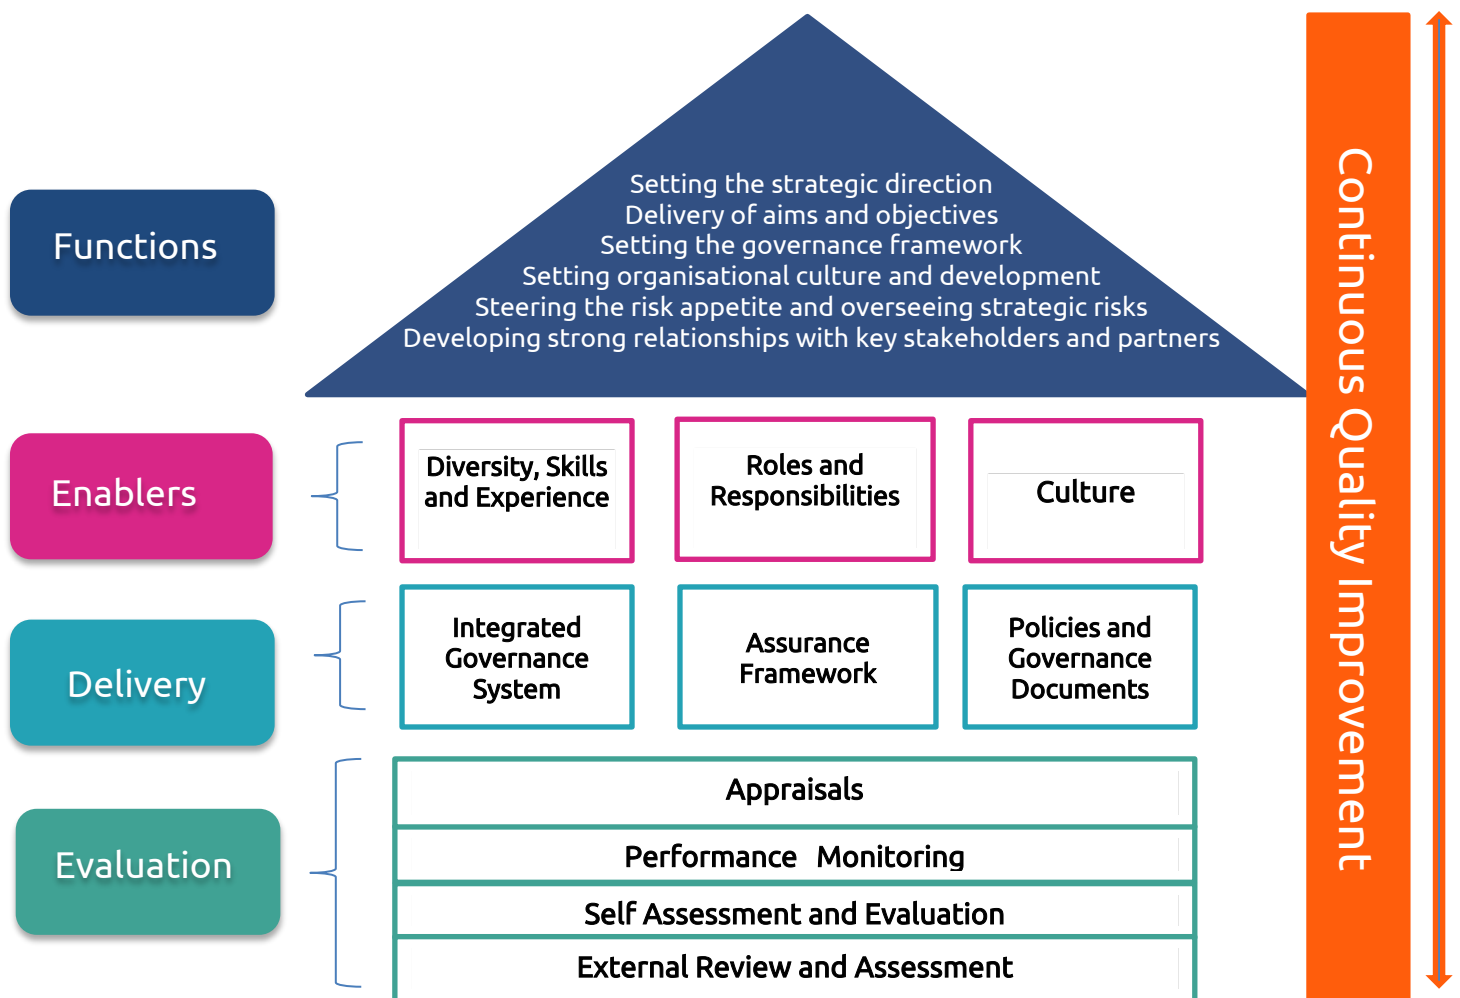 Functions
Setting the strategic direction
Delivery of aims and objectives
Setting the governance framework
Setting organisational culture and development
Steering the risk appetite and overseeing strategic risks
Developing strong relationships with key stakeholders and partners
Enablers
Diversity, Skills
and Experience
Roles and
Responsibilities
Culture
Delivery
Integrated
Governance
System
Assurance
Framework
Policies and
Governance
Documents
Evaluation
Appraisals
Performance Monitoring
Self Assessment and Evaluation
External Review and Assessment
Continuous Quality Improvement